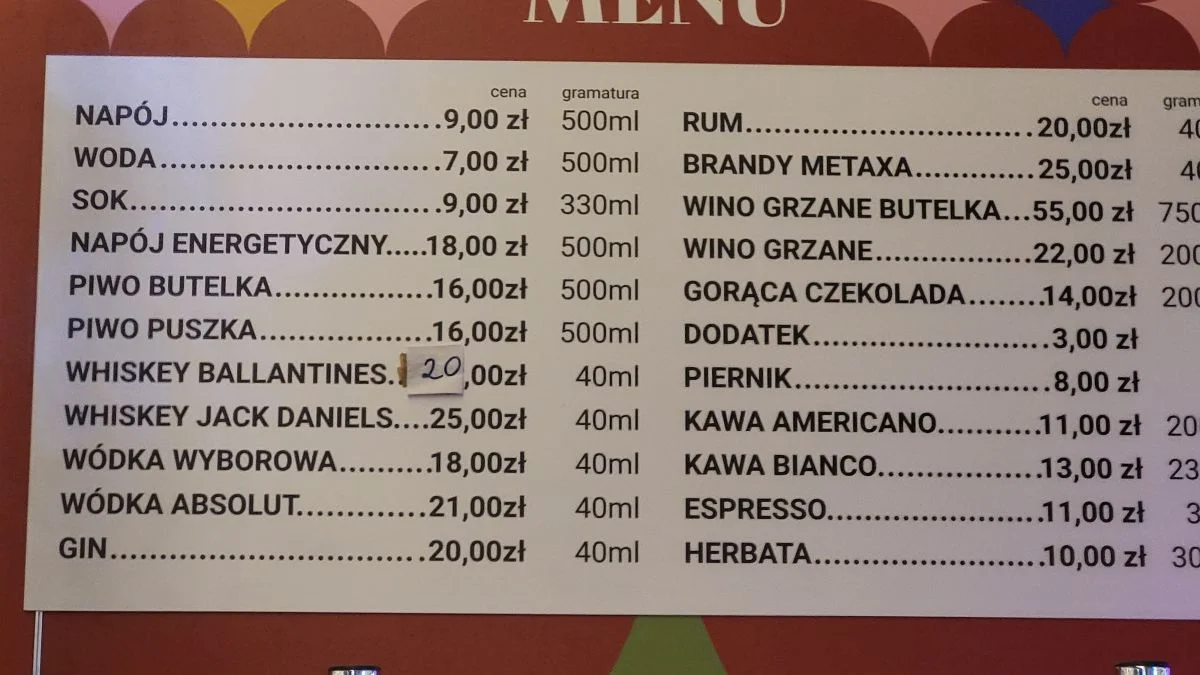 MENU
cena gramatura
NAPÓJ...........................9,00 zł 500ml
WODA............................7,00 zł 500ml
SOK...............................9,00 zł 330ml
NAPÓJ ENERGETYCZNY.....18,00 zł 500ml
PIWO BUTELKA................16,00zł 500ml
PIWO PUSZKA..................16,00zł 500ml
WHISKEY BALLANTINES. 20,00zł 40ml
WHISKEY JACK DANIELS....25,00zł 40ml
WÓDKA WYBOROWA.........18,00zł 40ml
WÓDKA ABSOLUT.............21,00zł 40ml
GIN................................20,00zł 40ml
cena
RUM.............................20,00zł
BRANDY METAXA............25,00zł
WINO GRZANE BUTELKA...55,00 zł
WINO GRZANE................22,00 zł
GORĄCA CZEKOLADA........14,00zł
DODATEK........................3,00 zł
PIERNIK..........................8,00 zł
KAWA AMERICANO...........11,00 zł
KAWA BIANCO.................13,00 zł
ESPRESSO......................11,00 zł
HERBATA.......................10,00 zł